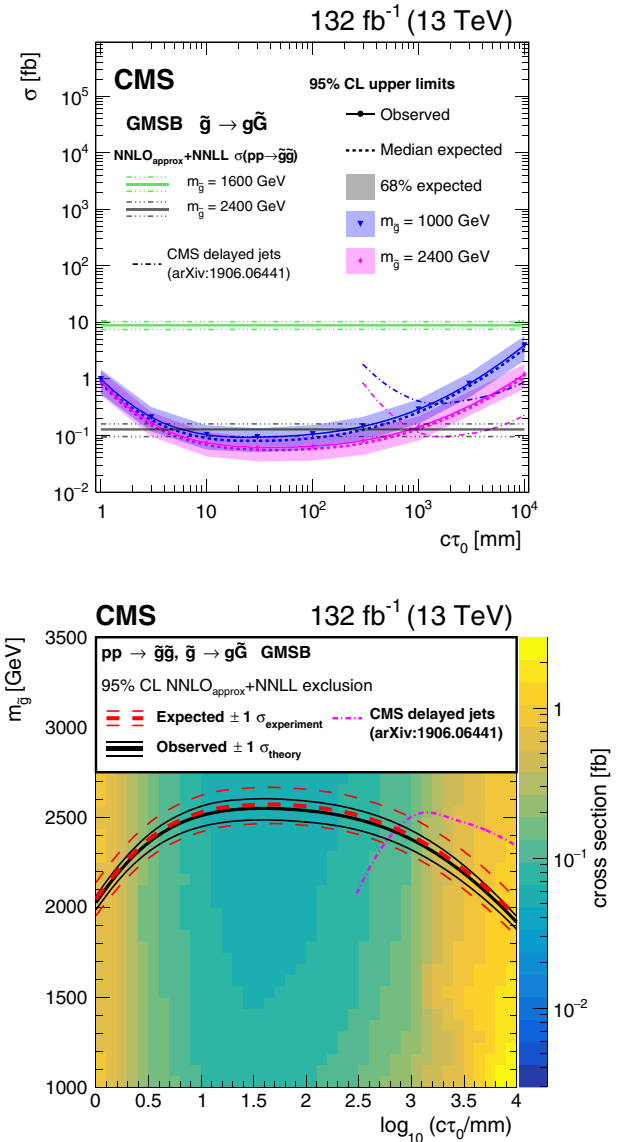 132 fb⁻¹ (13 TeV)
σ [fb]
CMS
95% CL upper limits
GMSB g̃ → gG̃
Observed
Median expected
NNLO_approx+NNLL σ(pp→g̃g̃)
m_g̃ = 1600 GeV
68% expected
m_g̃ = 2400 GeV
m_g̃ = 1000 GeV
CMS delayed jets
(arXiv:1906.06441)
m_g̃ = 2400 GeV
10⁵
10⁴
10³
10²
10
1
10⁻¹
10⁻²
1 10 10² 10³ 10⁴
cτ₀ [mm]
CMS 132 fb⁻¹ (13 TeV)
m_g̃ [GeV]
pp → g̃g̃, g̃ → gG̃ GMSB
95% CL NNLO_approx+NNLL exclusion
Expected ± 1 σ_experiment
CMS delayed jets
(arXiv:1906.06441)
Observed ± 1 σ_theory
3500
3000
2500
2000
1500
1000
0 0.5 1 1.5 2 2.5 3 3.5 4
log₁₀ (cτ₀/mm)
1
10⁻¹
10⁻²
cross section [fb]